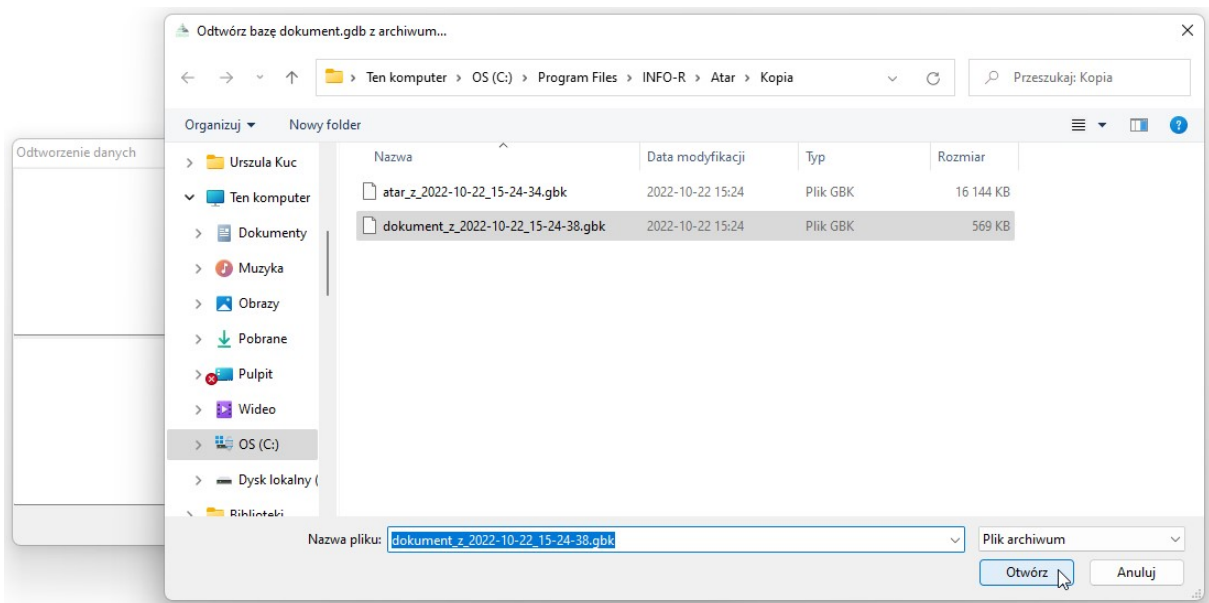 Odtwórz bazę dokument.gdb z archiwum...
Ten komputer > OS (C:) > Program Files > INFO-R > Atar > Kopia
Przeszukaj: Kopia
Organizuj
Nowy folder
Odtworzenie danych
Urszula Kuc
Ten komputer
Dokumenty
Muzyka
Obrazy
Pobrane
Pulpit
Wideo
OS (C:)
Dysk lokalny (
Biblioteki
Nazwa Data modyfikacji Typ Rozmiar
atar_z_2022-10-22_15-24-34.gbk 2022-10-22 15:24 Plik GBK 16 144 KB
dokument_z_2022-10-22_15-24-38.gbk 2022-10-22 15:24 Plik GBK 569 KB
Nazwa pliku: dokument_z_2022-10-22_15-24-38.gbk
Plik archiwum
Otwórz Anuluj